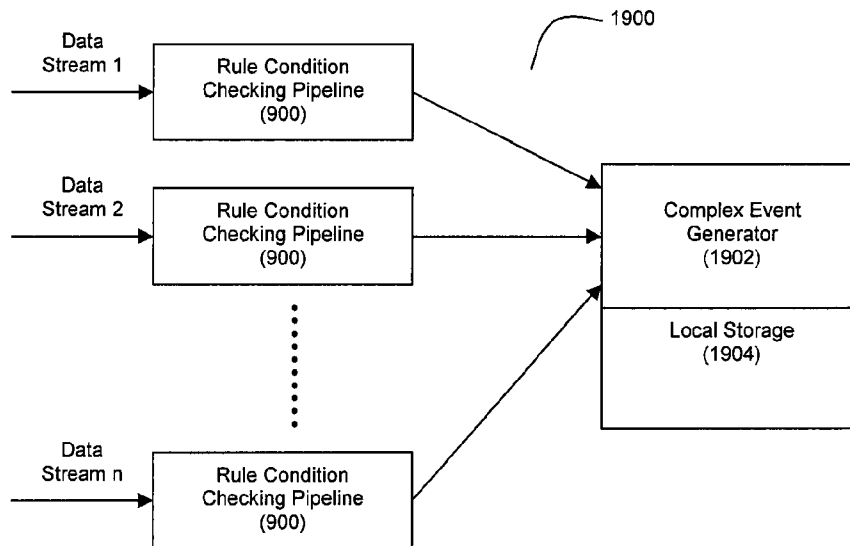 1900
Data
Stream 1
Rule Condition
Checking Pipeline
(900)
Data
Stream 2
Rule Condition
Checking Pipeline
(900)
Complex Event
Generator
(1902)
Local Storage
(1904)
Data
Stream n
Rule Condition
Checking Pipeline
(900)